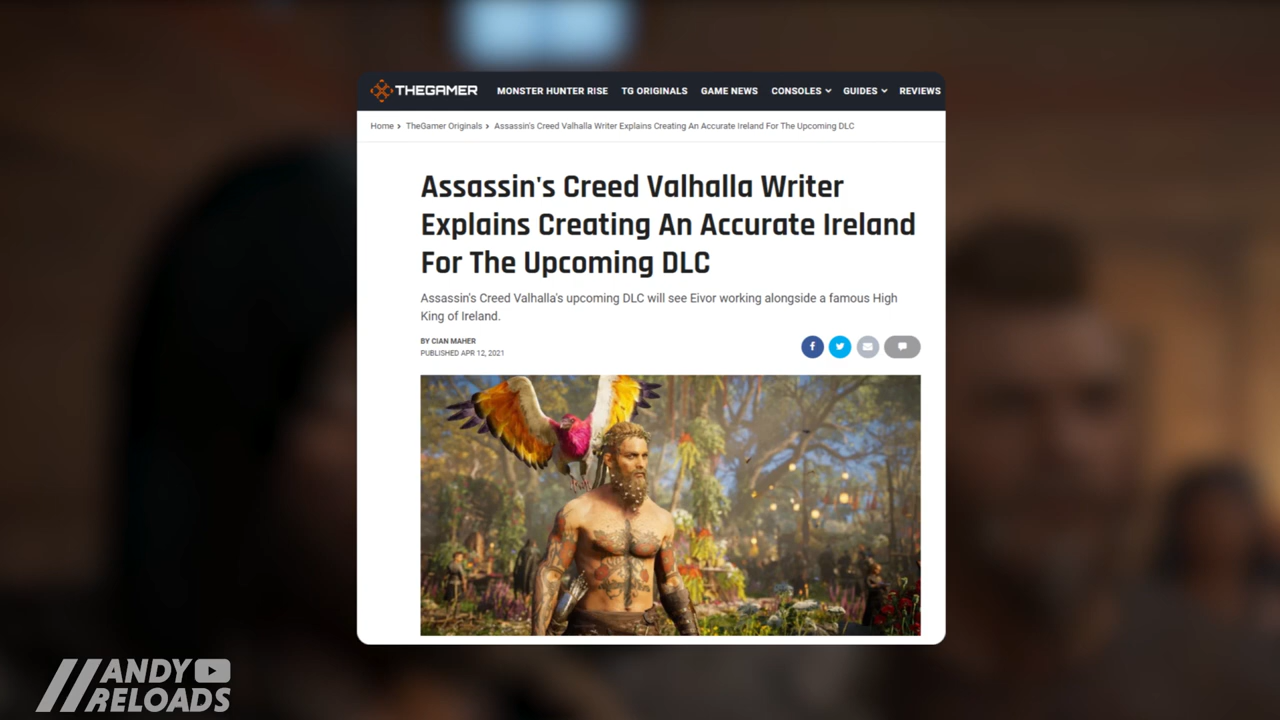 THEGAMER MONSTER HUNTER RISE TG ORIGINALS GAME NEWS CONSOLES GUIDES REVIEWS
Home > TheGamer Originals > Assassin's Creed Valhalla Writer Explains Creating An Accurate Ireland For The Upcoming DLC
Assassin's Creed Valhalla Writer
Explains Creating An Accurate Ireland
For The Upcoming DLC
Assassin's Creed Valhalla's upcoming DLC will see Eivor working alongside a famous High
King of Ireland.
BY CIAN MAHER
PUBLISHED APR 12, 2021
//ANDY
RELOADS